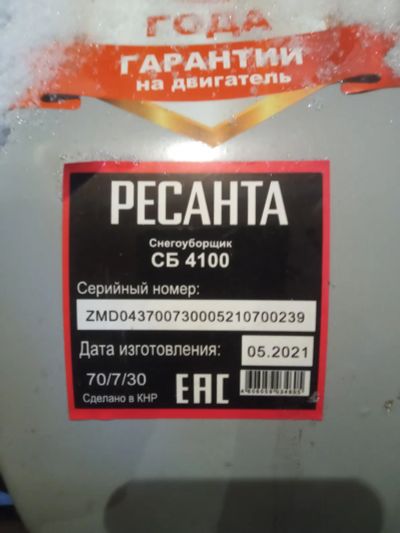 ГОДА
ГАРАНТИИ
на двигатель
РЕСАНТА
Снегоуборщик
СБ 4100
Серийный номер:
ZMD043700730005210700239
Дата изготовления: 05.2021
70/7/30 EAC
Сделано в КНР